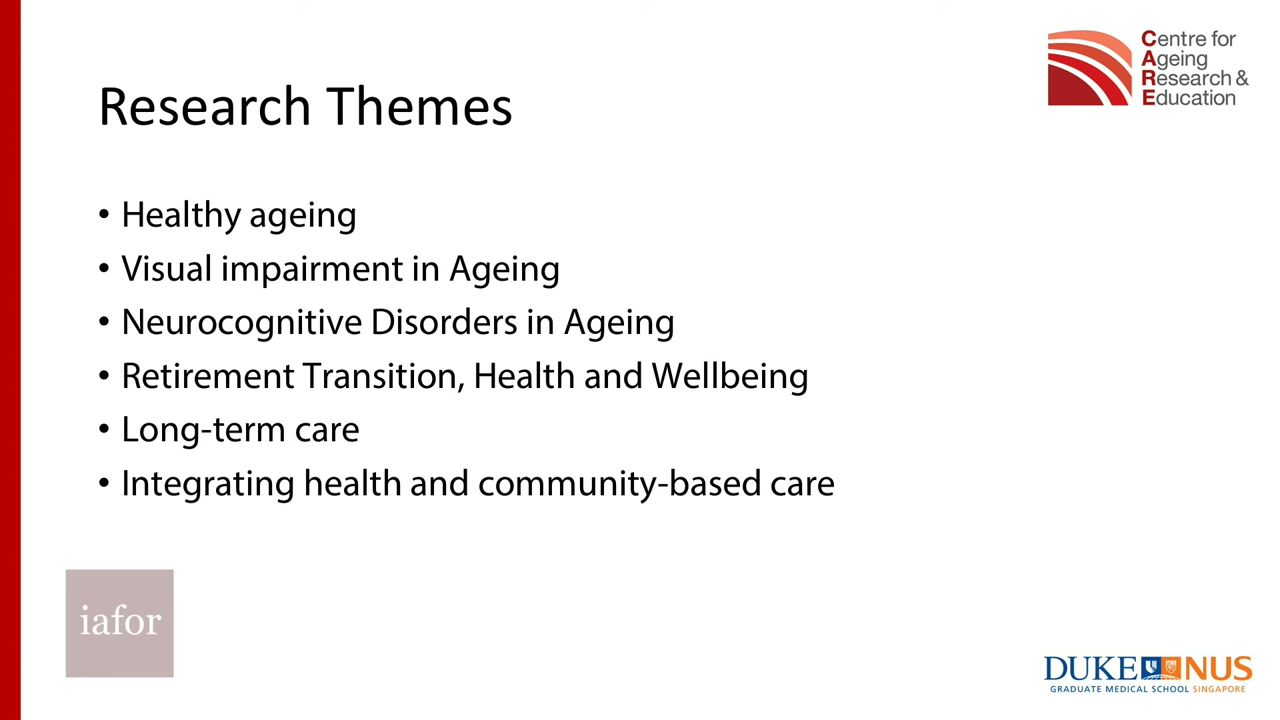 Centre for
Ageing
Research &
Education
Research Themes
• Healthy ageing
• Visual impairment in Ageing
• Neurocognitive Disorders in Ageing
• Retirement Transition, Health and Wellbeing
• Long-term care
• Integrating health and community-based care
iafor
DUKE NUS
GRADUATE MEDICAL SCHOOL SINGAPORE